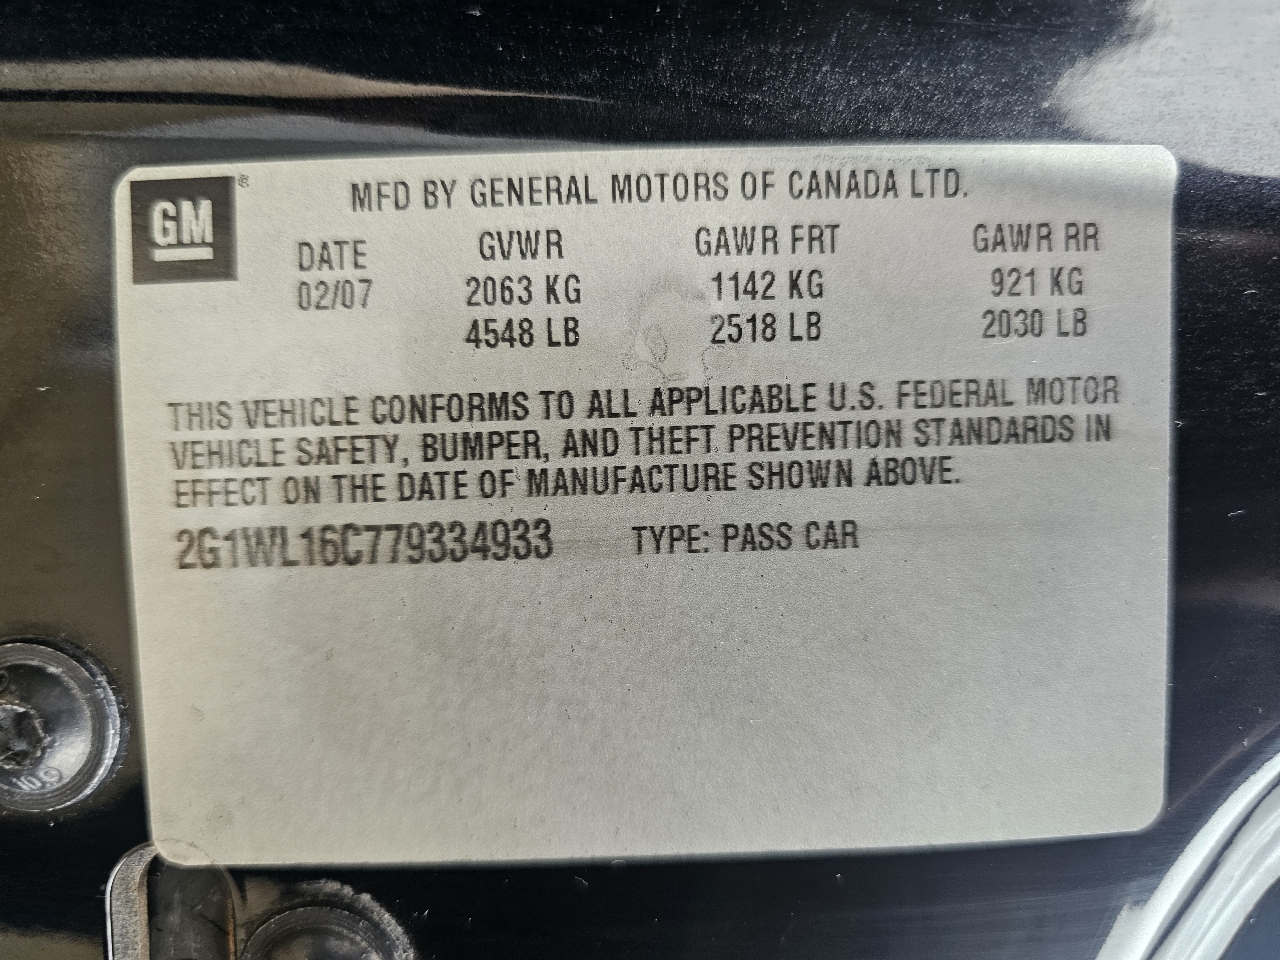 GM ®
MFD BY GENERAL MOTORS OF CANADA LTD.
DATE GVWR GAWR FRT GAWR RR
02/07 2063 KG 1142 KG 921 KG
4548 LB 2518 LB 2030 LB
THIS VEHICLE CONFORMS TO ALL APPLICABLE U.S. FEDERAL MOTOR
VEHICLE SAFETY, BUMPER, AND THEFT PREVENTION STANDARDS IN
EFFECT ON THE DATE OF MANUFACTURE SHOWN ABOVE.
2G1WL16C779334933 TYPE: PASS CAR
10.9